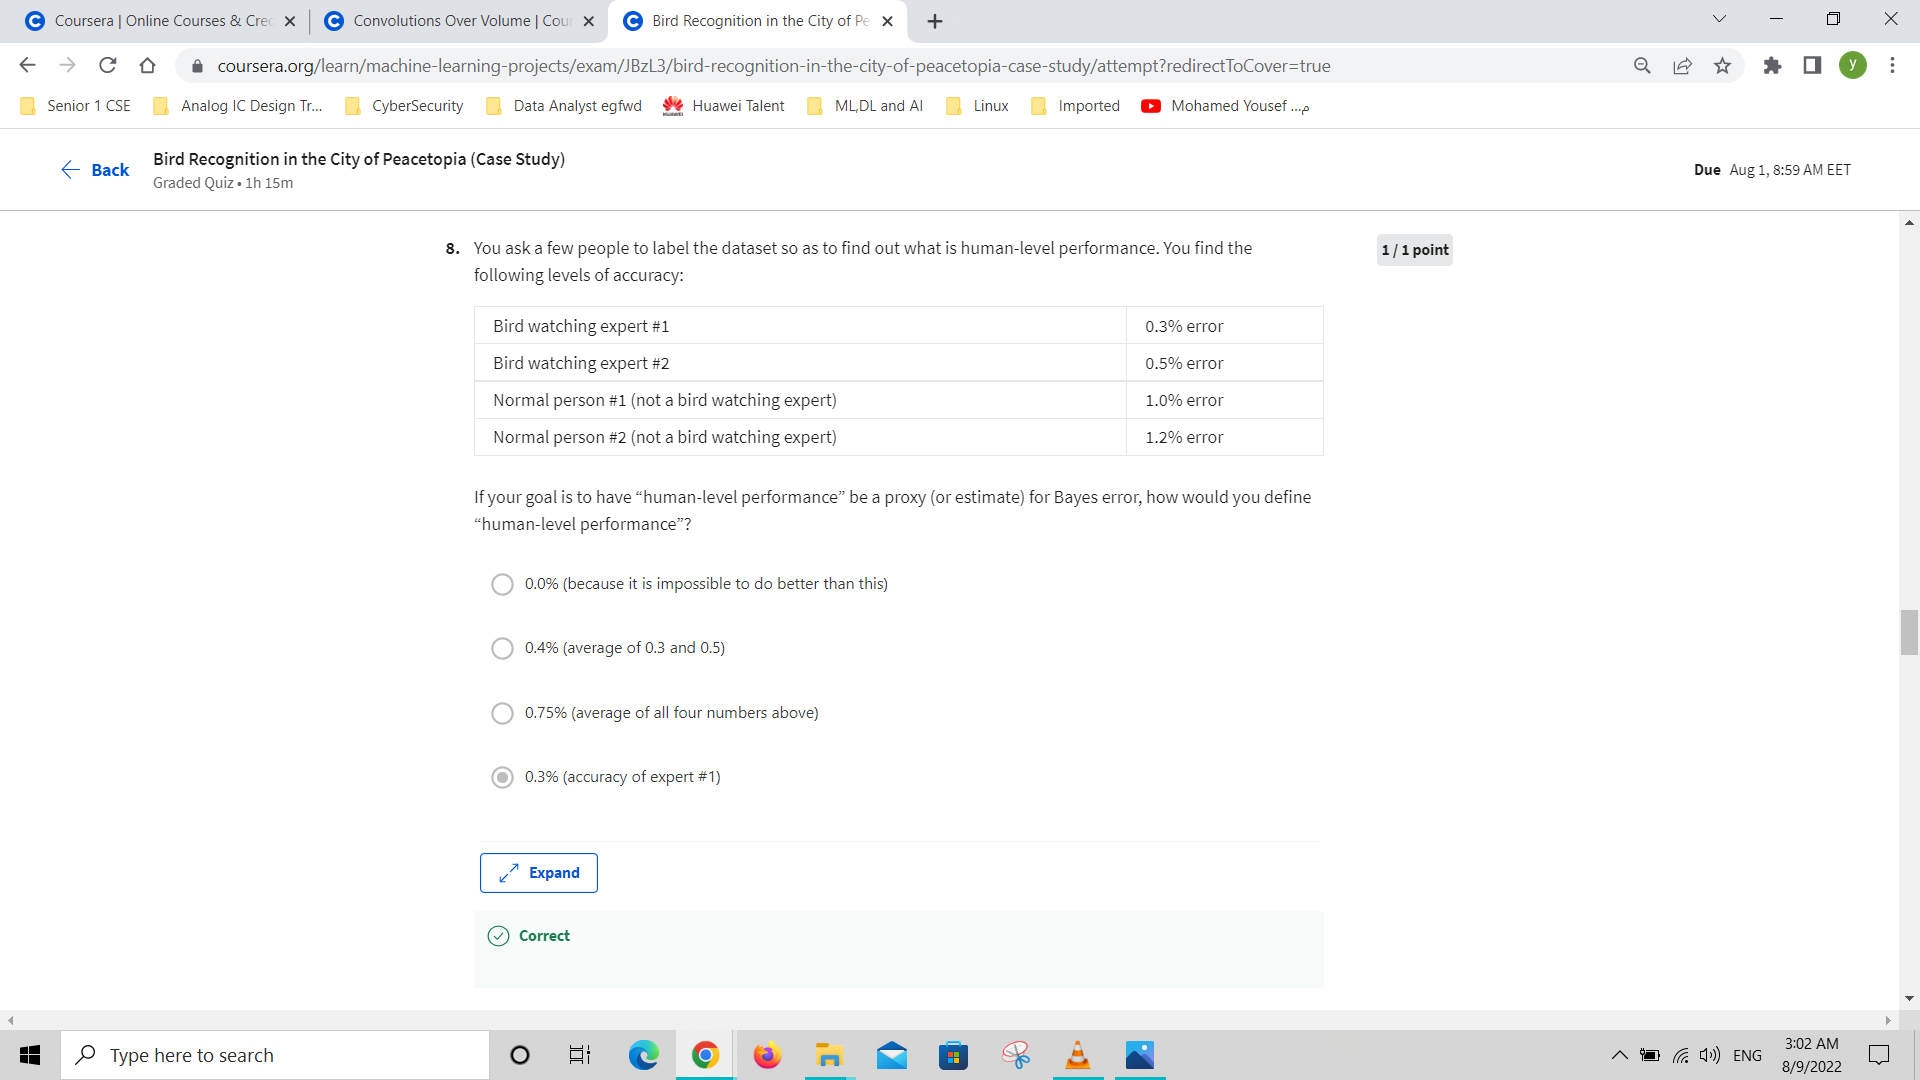 Coursera | Online Courses & Crec
Convolutions Over Volume | Cour
Bird Recognition in the City of Pe
coursera.org/learn/machine-learning-projects/exam/JBzL3/bird-recognition-in-the-city-of-peacetopia-case-study/attempt?redirectToCover=true
y
Senior 1 CSE
Analog IC Design Tr...
CyberSecurity
Data Analyst egfwd
Huawei Talent
ML,DL and AI
Linux
Imported
Mohamed Yousef ...م
Back
Bird Recognition in the City of Peacetopia (Case Study)
Graded Quiz • 1h 15m
Due Aug 1, 8:59 AM EET
8. You ask a few people to label the dataset so as to find out what is human-level performance. You find the
following levels of accuracy:
1 / 1 point
Bird watching expert #1 0.3% error
Bird watching expert #2 0.5% error
Normal person #1 (not a bird watching expert) 1.0% error
Normal person #2 (not a bird watching expert) 1.2% error
If your goal is to have “human-level performance” be a proxy (or estimate) for Bayes error, how would you define
“human-level performance”?
0.0% (because it is impossible to do better than this)
0.4% (average of 0.3 and 0.5)
0.75% (average of all four numbers above)
0.3% (accuracy of expert #1)
Expand
Correct
Type here to search
ENG
3:02 AM
8/9/2022